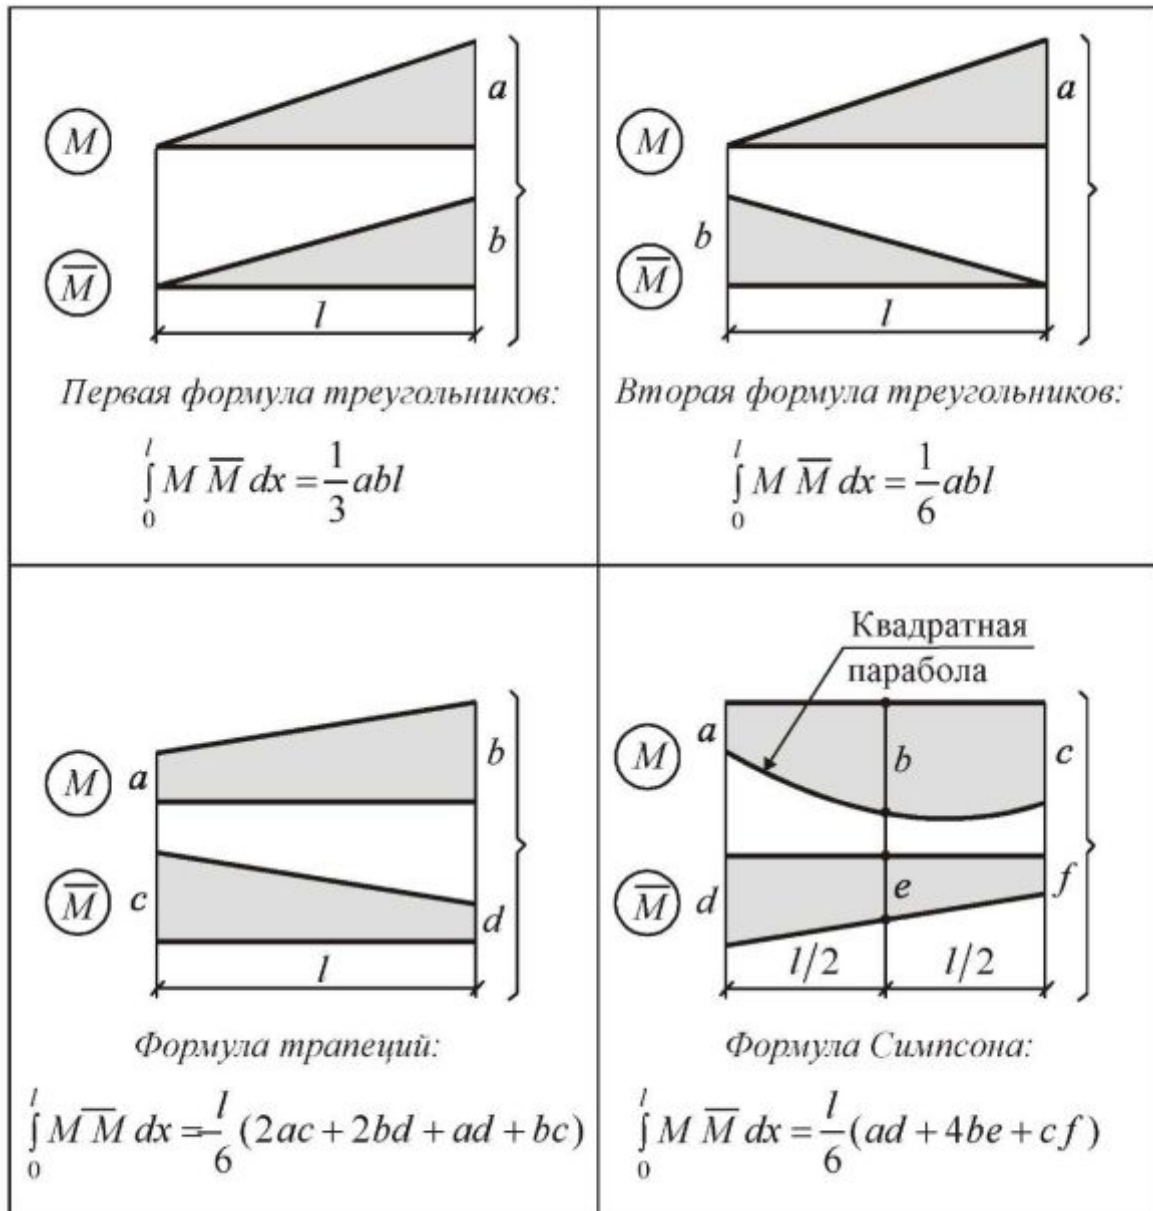 M
a
M̅
b
l
Первая формула треугольников:
∫₀ˡ M M̅ dx = 1/3 abl
M
a
b
M̅
l
Вторая формула треугольников:
∫₀ˡ M M̅ dx = 1/6 abl
M
a
b
M̅
c
d
l
Формула трапеций:
∫₀ˡ M M̅ dx = l/6 (2ac + 2bd + ad + bc)
Квадратная
парабола
M
a
b
c
M̅
d
e
f
l/2
l/2
Формула Симпсона:
∫₀ˡ M M̅ dx = l/6 (ad + 4be + cf)